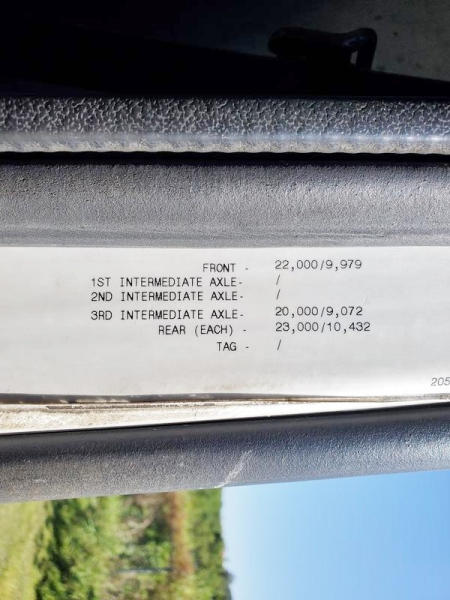 FRONT - 22,000/9,979
1ST INTERMEDIATE AXLE- /
2ND INTERMEDIATE AXLE- /
3RD INTERMEDIATE AXLE- 20,000/9,072
REAR (EACH) - 23,000/10,432
TAG - /
205